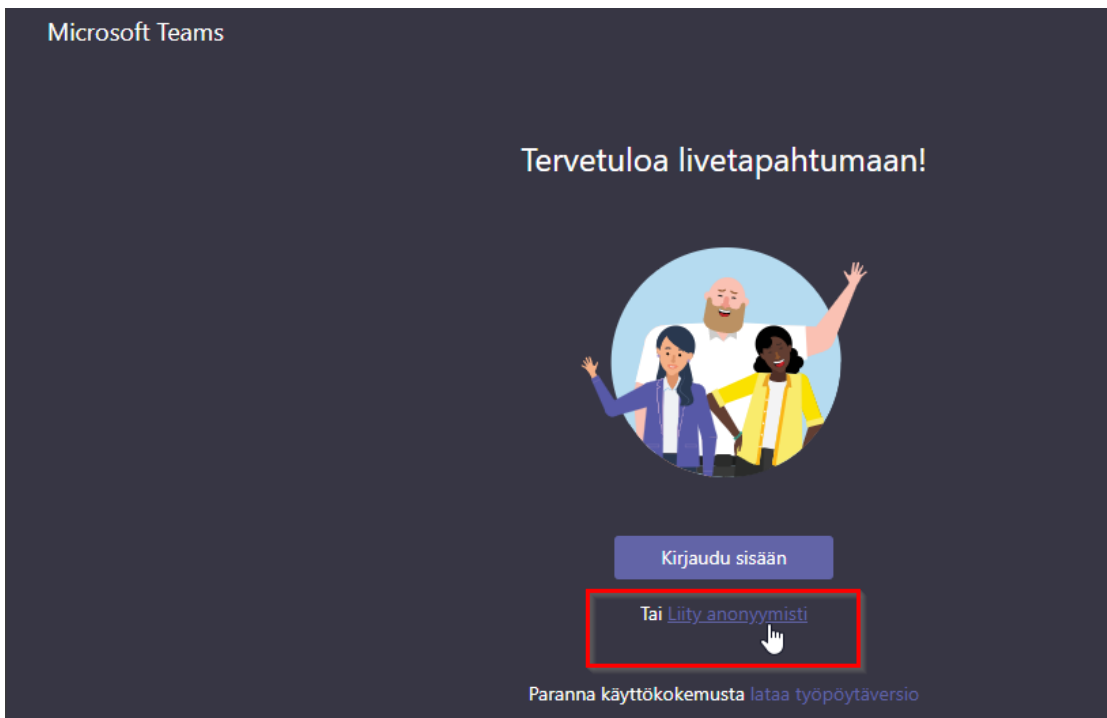 Microsoft Teams
Tervetuloa livetapahtumaan!
Kirjaudu sisään
Tai Liity anonyymisti
Paranna käyttökokemusta lataa työpöytäversio